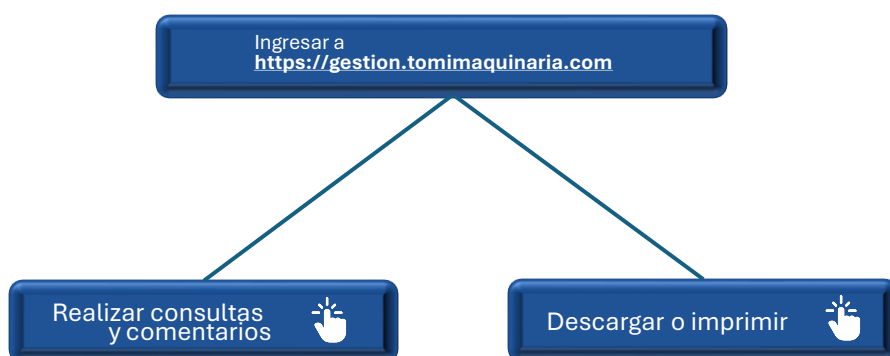 Ingresar a
https://gestion.tomimaquinaria.com
Realizar consultas
y comentarios
Descargar o imprimir